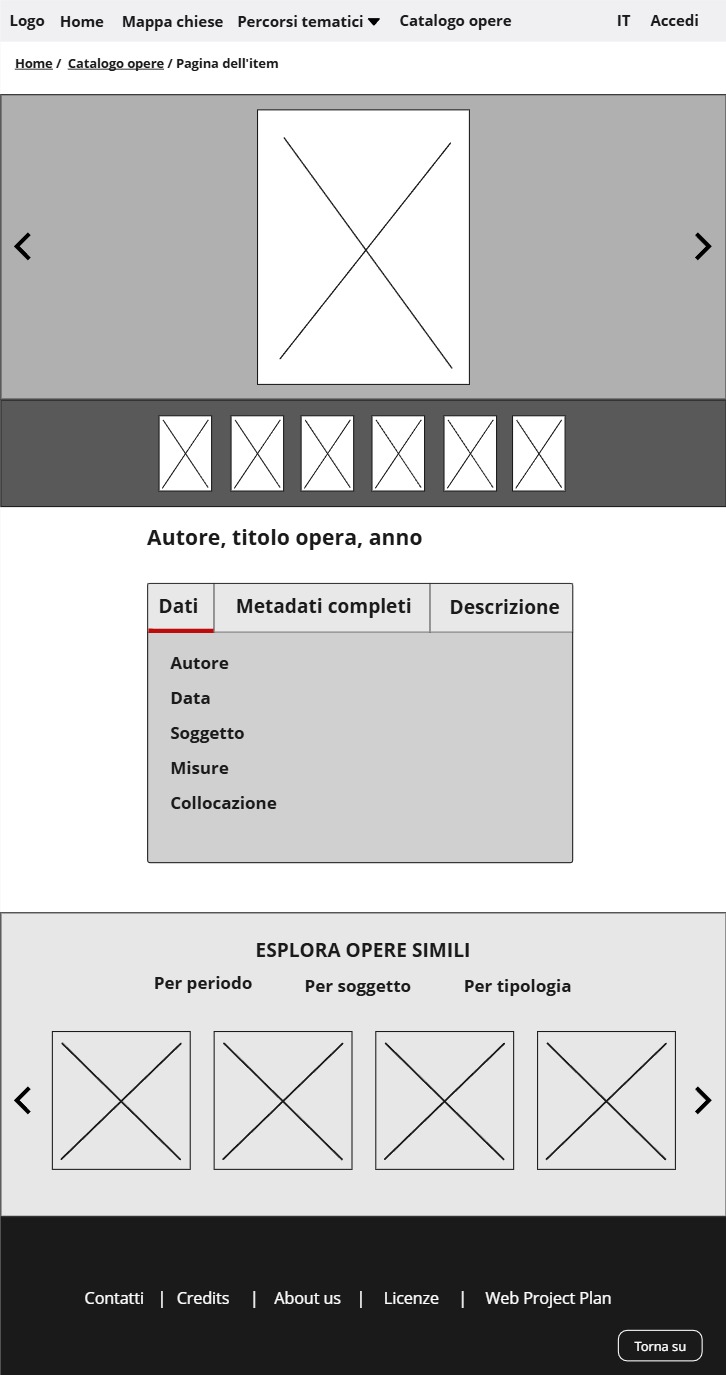 Logo Home Mappa chiese Percorsi tematici Catalogo opere IT Accedi
Home / Catalogo opere / Pagina dell'item
Autore, titolo opera, anno
Dati Metadati completi Descrizione
Autore
Data
Soggetto
Misure
Collocazione
ESPLORA OPERE SIMILI
Per periodo Per soggetto Per tipologia
Contatti | Credits | About us | Licenze | Web Project Plan
Torna su